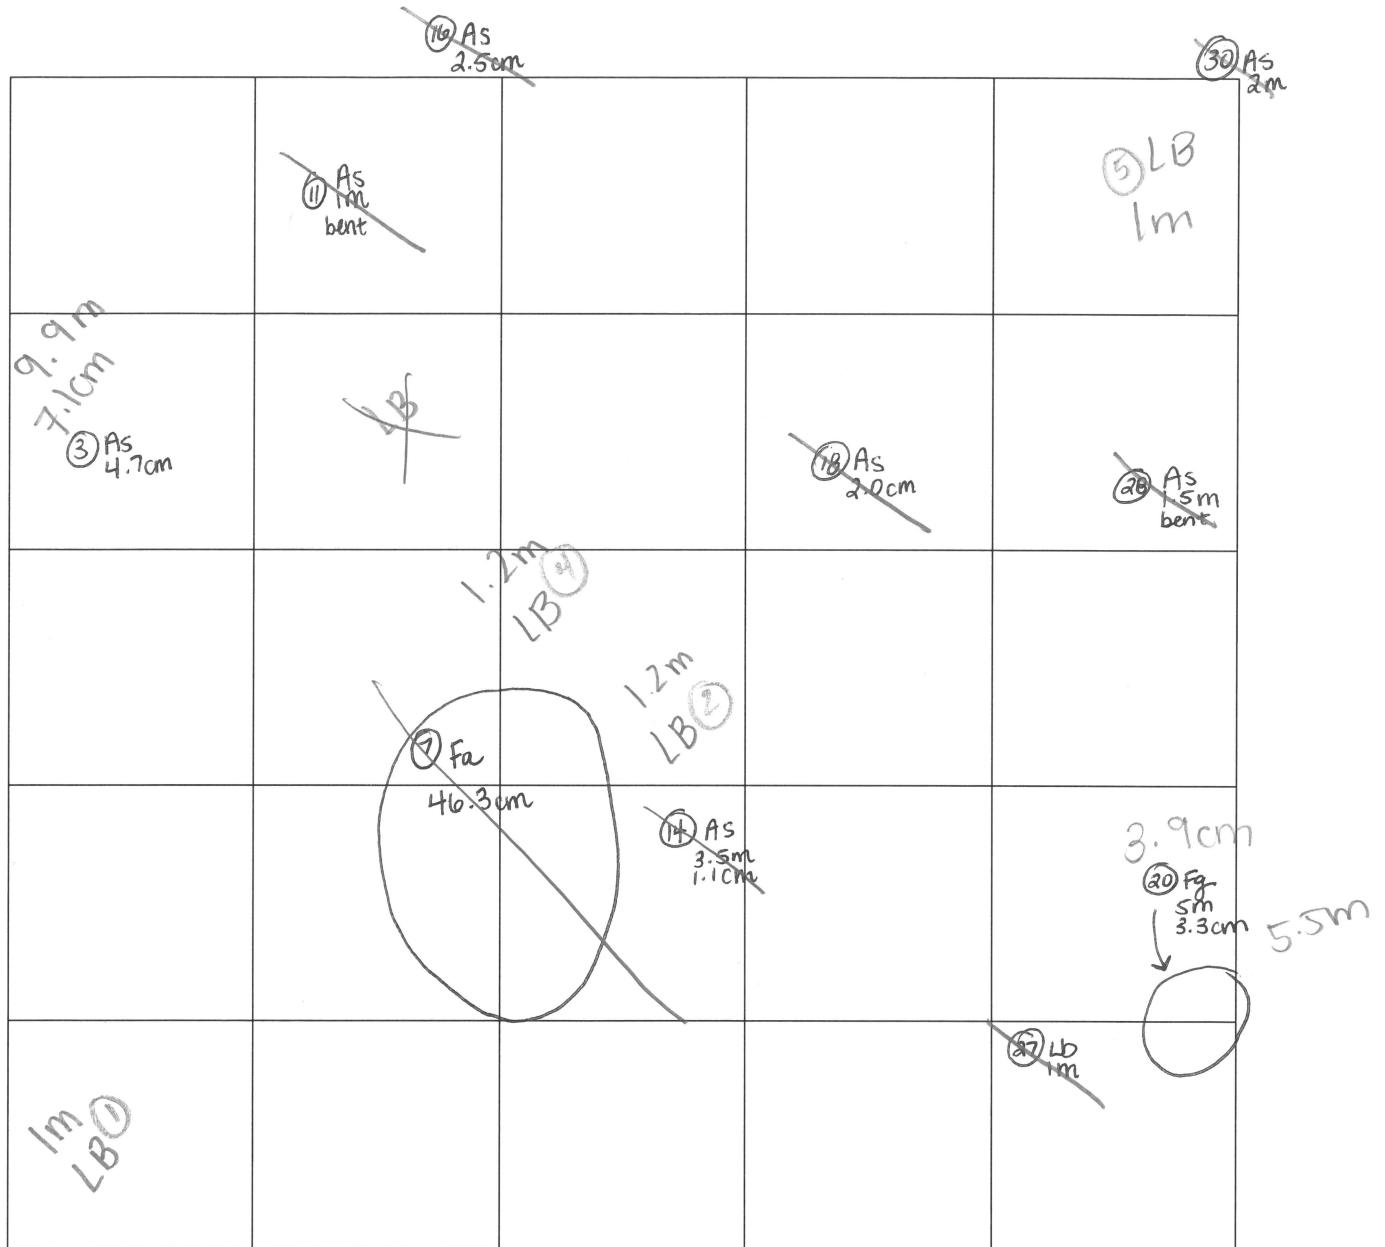 16 As
2.5cm
30 As
2m
5 LB
1m
11 As
1m
bent
9.9m
7.1cm
3 As
4.7cm
LB
18 As
2.0cm
28 As
1.5m
bent
1.2m
LB 4
1.2m
LB 2
7 Fa
46.3cm
14 As
3.5m
1.1cm
3.9cm
20 Fg
5m
3.3cm
5.5m
27 Lb
1m
1m
LB 1